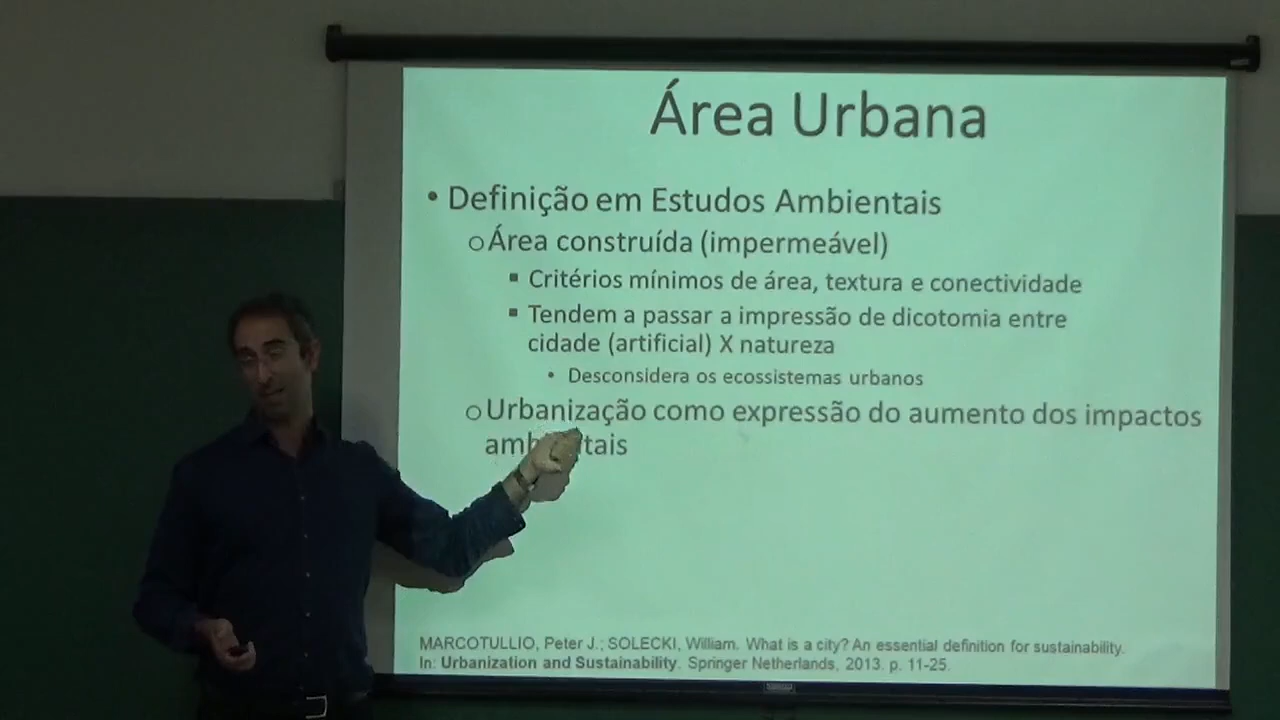 Área Urbana
• Definição em Estudos Ambientais
o Área construída (impermeável)
▪ Critérios mínimos de área, textura e conectividade
▪ Tendem a passar a impressão de dicotomia entre
cidade (artificial) X natureza
• Desconsidera os ecossistemas urbanos
o Urbanização como expressão do aumento dos impactos
MARCOTULLIO, Peter J.; SOLECKI, William. What is a city? An essential definition for sustainability.
In: Urbanization and Sustainability. Springer Netherlands, 2013. p. 11-25.